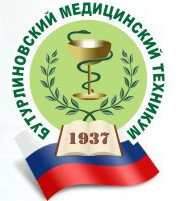 БУТУРЛИНОВСКИЙ МЕДИЦИНСКИЙ ТЕХНИКУМ
1937